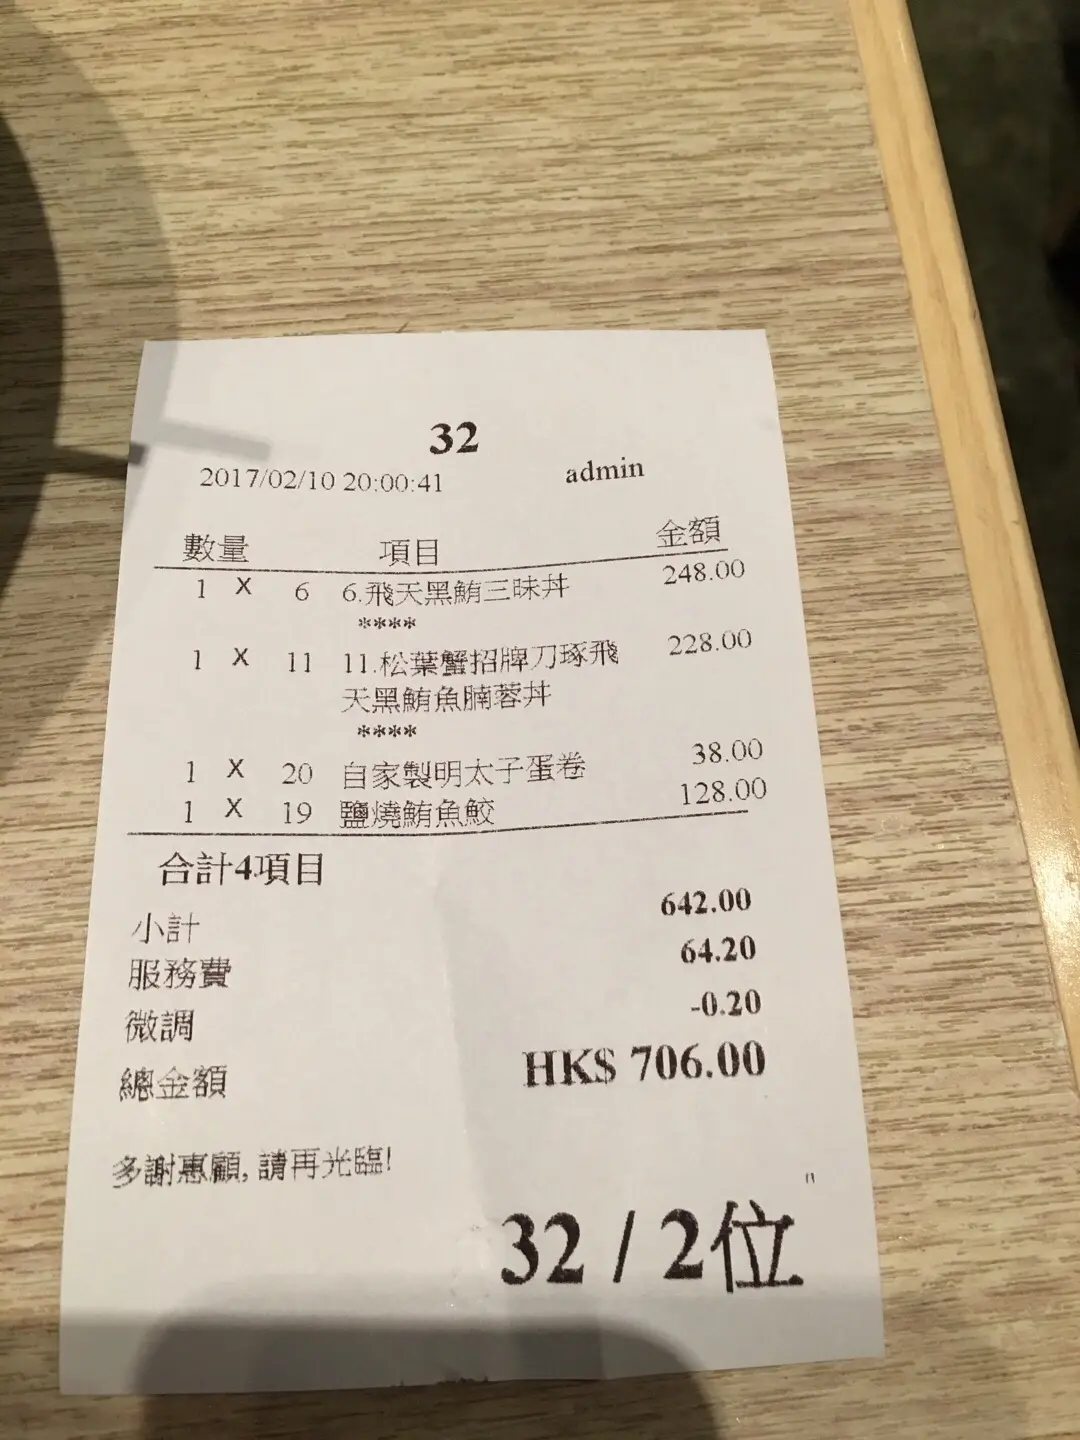 32
2017/02/10 20:00:41 admin
數量 項目 金額
1 X 6 6.飛天黑鮪三昧丼 248.00
****
1 X 11 11.松葉蟹招牌刀琢飛 228.00
天黑鮪魚腩蓉丼
****
1 X 20 自家製明太子蛋卷 38.00
1 X 19 鹽燒鮪魚鮫 128.00
合計4項目
小計 642.00
服務費 64.20
微調 -0.20
總金額 HK$ 706.00
多謝惠顧, 請再光臨!
32 / 2位